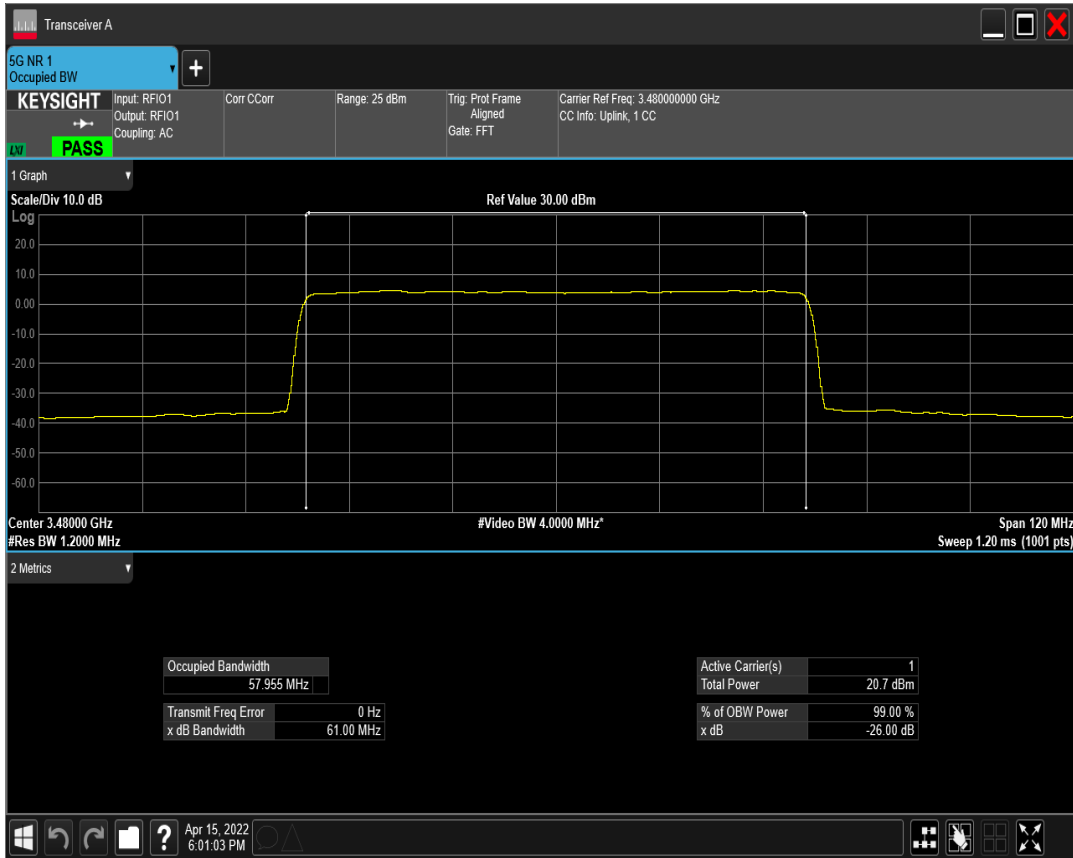 Transceiver A
5G NR 1
Occupied BW
KEYSIGHT
LXI
PASS
Input: RFIO1
Output: RFIO1
Coupling: AC
Corr CCorr
Range: 25 dBm
Trig: Prot Frame
Aligned
Gate: FFT
Carrier Ref Freq: 3.480000000 GHz
CC Info: Uplink, 1 CC
1 Graph
Scale/Div 10.0 dB
Ref Value 30.00 dBm
Log
20.0
10.0
0.00
-10.0
-20.0
-30.0
-40.0
-50.0
-60.0
Center 3.48000 GHz
#Video BW 4.0000 MHz*
Span 120 MHz
#Res BW 1.2000 MHz
Sweep 1.20 ms (1001 pts)
2 Metrics
Occupied Bandwidth
57.955 MHz
Transmit Freq Error 0 Hz
x dB Bandwidth 61.00 MHz
Active Carrier(s) 1
Total Power 20.7 dBm
% of OBW Power 99.00 %
x dB -26.00 dB
Apr 15, 2022
6:01:03 PM